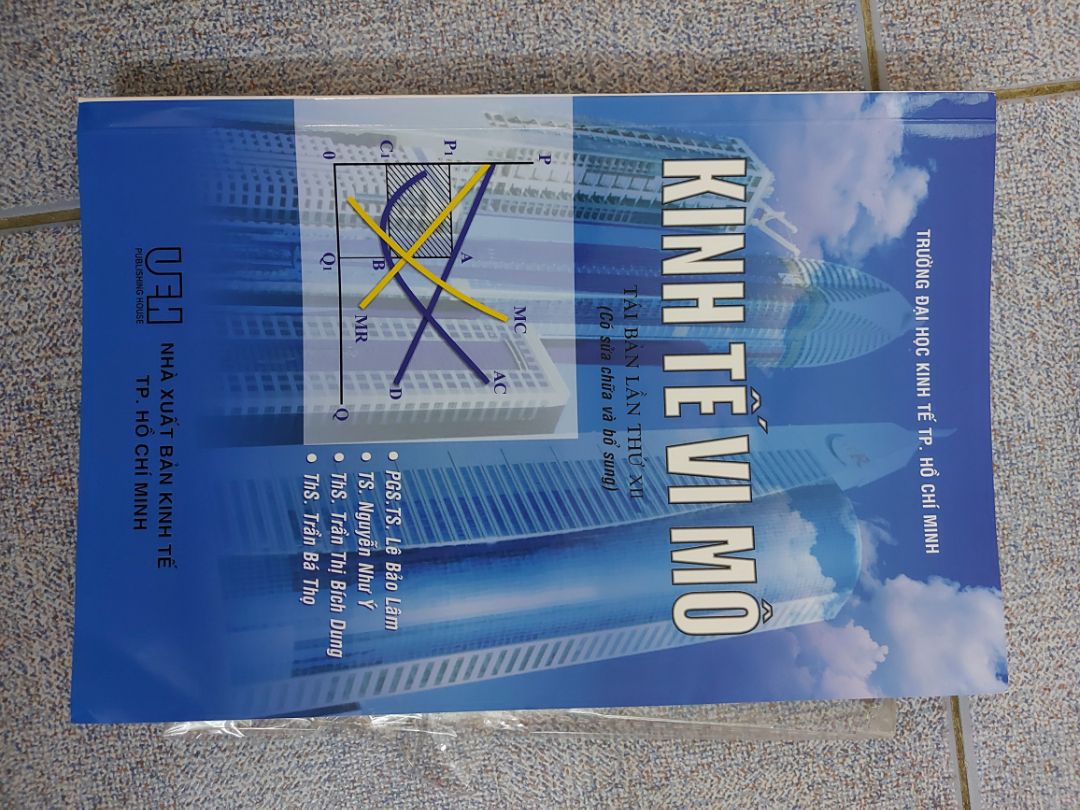 TRƯỜNG ĐẠI HỌC KINH TẾ TP. HỒ CHÍ MINH
KINH TẾ VI MÔ
TÁI BẢN LẦN THỨ XII
(Có sửa chữa và bổ sung)
P
MC
AC
P1
A
C1
B
MR
D
0
Q1
Q
PGS.TS. Lê Bảo Lâm
TS. Nguyễn Như Ý
ThS. Trần Thị Bích Dung
ThS. Trần Bá Thọ
UEH
PUBLISHING HOUSE
NHÀ XUẤT BẢN KINH TẾ
TP. HỒ CHÍ MINH